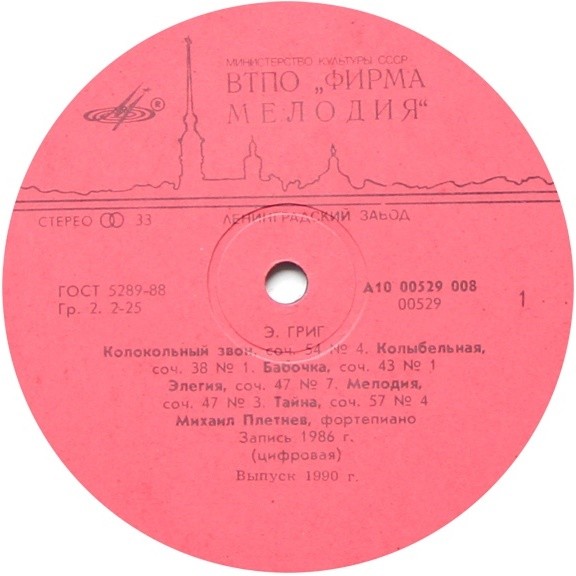 МИНИСТЕРСТВО КУЛЬТУРЫ СССР
ВТПО „ФИРМА
МЕЛОДИЯ“
®
СТЕРЕО 33
ЛЕНИНГРАДСКИЙ ЗАВОД
ГОСТ 5289-88
Гр. 2. 2-25
А10 00529 008
00529
1
Э. ГРИГ
Колокольный звон, соч. 54 № 4. Колыбельная,
соч. 38 № 1. Бабочка, соч. 43 № 1
Элегия, соч. 47 № 7. Мелодия,
соч. 47 № 3. Тайна, соч. 57 № 4
Михаил Плетнев, фортепиано
Запись 1986 г.
(цифровая)
Выпуск 1990 г.